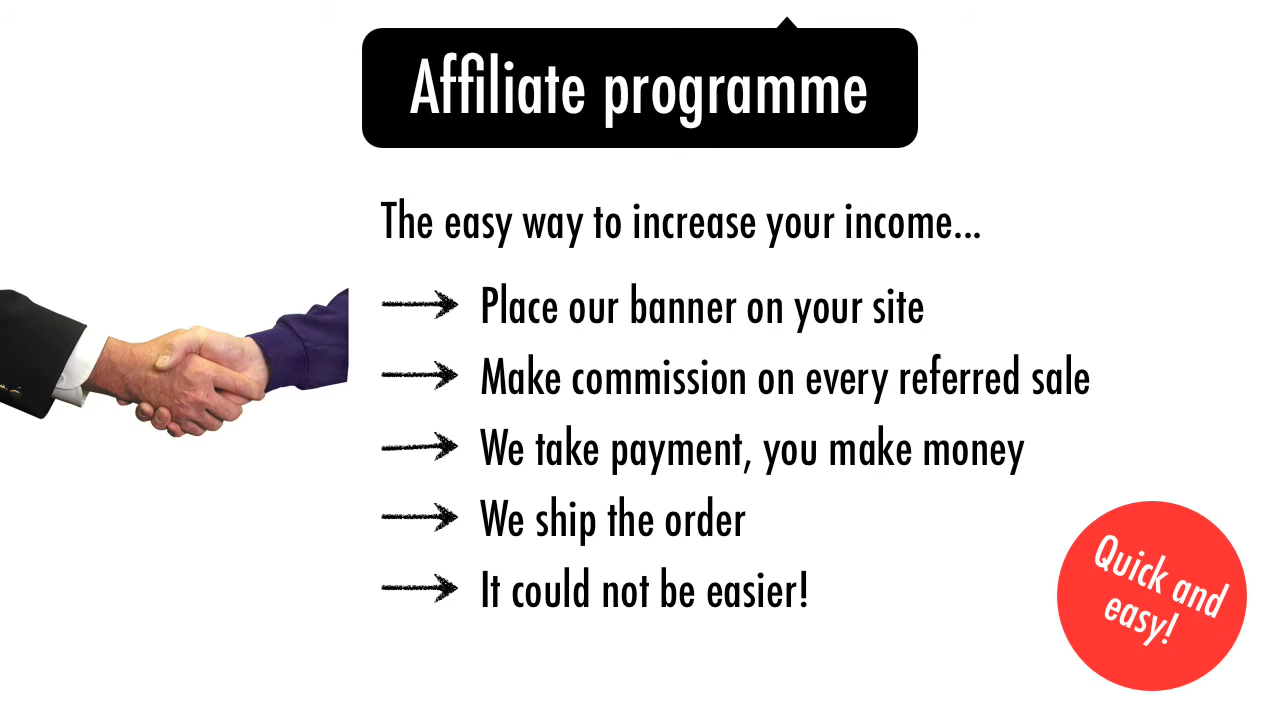 Affiliate programme
The easy way to increase your income...
Place our banner on your site
Make commission on every referred sale
We take payment, you make money
We ship the order
It could not be easier!
Quick and
easy!